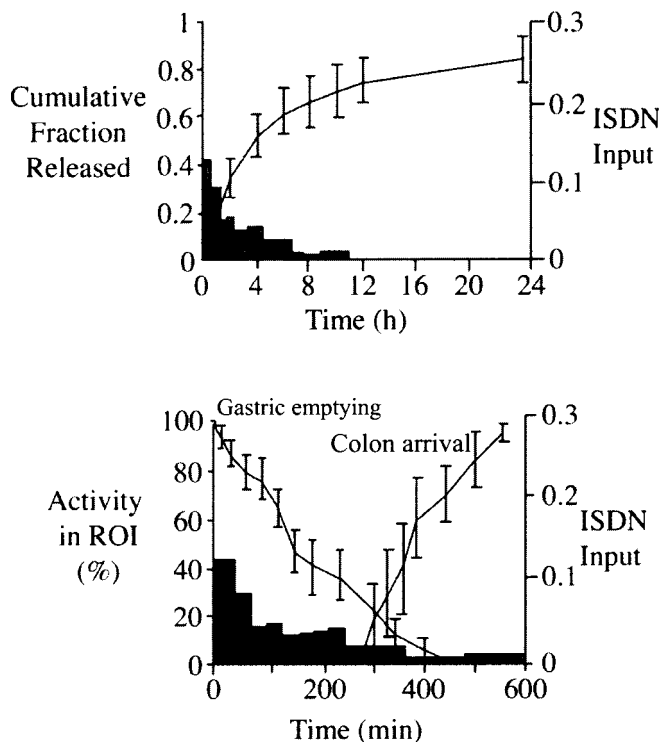 1
0.3
0.8
Cumulative
Fraction
Released
0.6
0.2
ISDN
Input
0.4
0.1
0.2
0
0
0 4 8 12 16 20 24
Time (h)
100
Gastric emptying
0.3
Colon arrival
80
Activity
in ROI
(%)
0.2
60
ISDN
Input
40
0.1
20
0
0
0 200 400 600
Time (min)